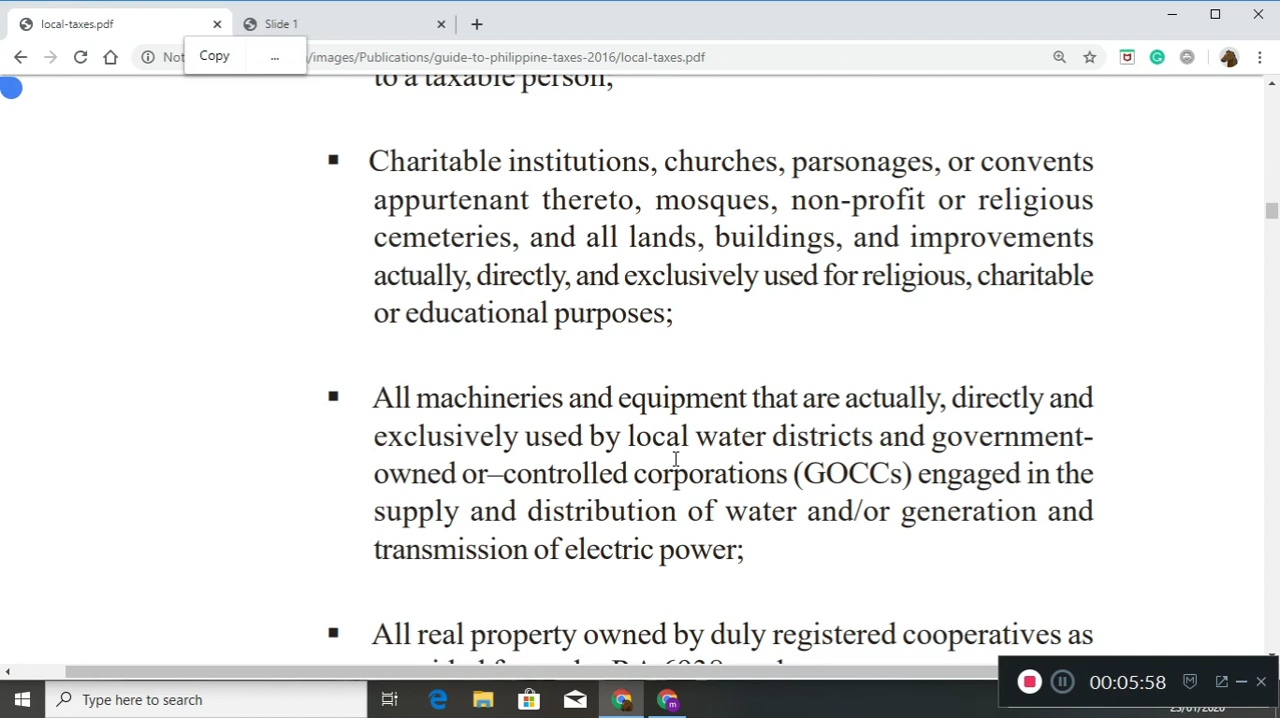 local-taxes.pdf
Slide 1
Copy
...
Not
/images/Publications/guide-to-philippine-taxes-2016/local-taxes.pdf
to a taxable person;
▪ Charitable institutions, churches, parsonages, or convents
appurtenant thereto, mosques, non-profit or religious
cemeteries, and all lands, buildings, and improvements
actually, directly, and exclusively used for religious, charitable
or educational purposes;
▪ All machineries and equipment that are actually, directly and
exclusively used by local water districts and government-
owned or–controlled corporations (GOCCs) engaged in the
supply and distribution of water and/or generation and
transmission of electric power;
▪ All real property owned by duly registered cooperatives as
00:05:58
Type here to search
23/01/2020